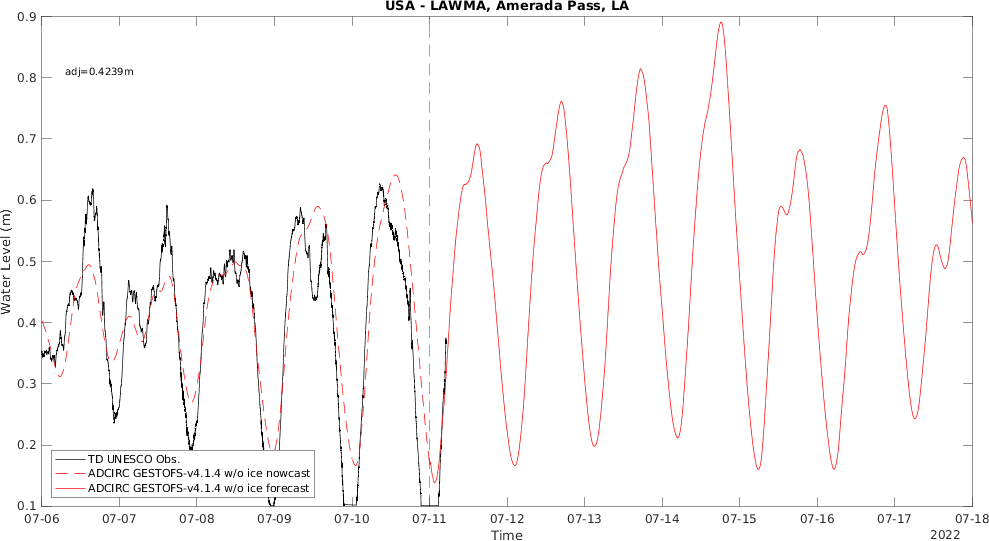 USA - LAWMA, Amerada Pass, LA
adj=0.4239m
Water Level (m)
0.9
0.8
0.7
0.6
0.5
0.4
0.3
0.2
0.1
TD UNESCO Obs.
ADCIRC GESTOFS-v4.1.4 w/o ice nowcast
ADCIRC GESTOFS-v4.1.4 w/o ice forecast
07-06 07-07 07-08 07-09 07-10 07-11 07-12 07-13 07-14 07-15 07-16 07-17 07-18
Time
2022